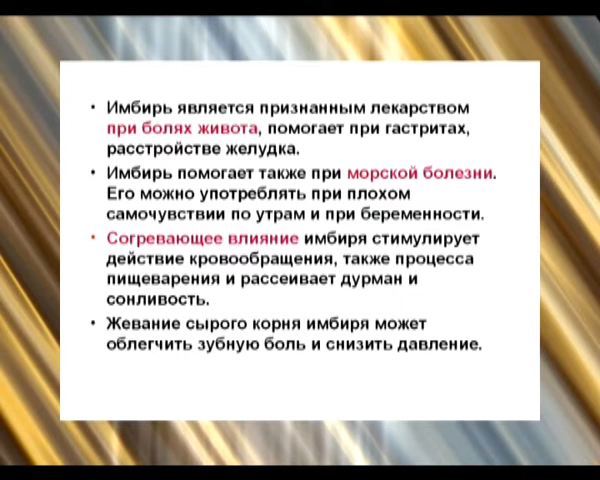 • Имбирь является признанным лекарством
при болях живота, помогает при гастритах,
расстройстве желудка.
• Имбирь помогает также при морской болезни.
Его можно употреблять при плохом
самочувствии по утрам и при беременности.
• Согревающее влияние имбиря стимулирует
действие кровообращения, также процесса
пищеварения и рассеивает дурман и
сонливость.
• Жевание сырого корня имбиря может
облегчить зубную боль и снизить давление.